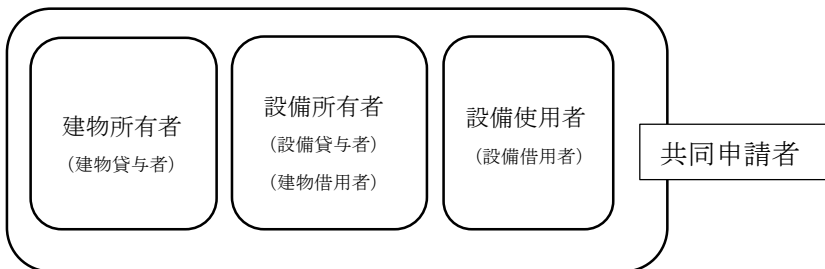 建物所有者
(建物貸与者)
設備所有者
(設備貸与者)
(建物借用者)
設備使用者
(設備借用者)
共同申請者